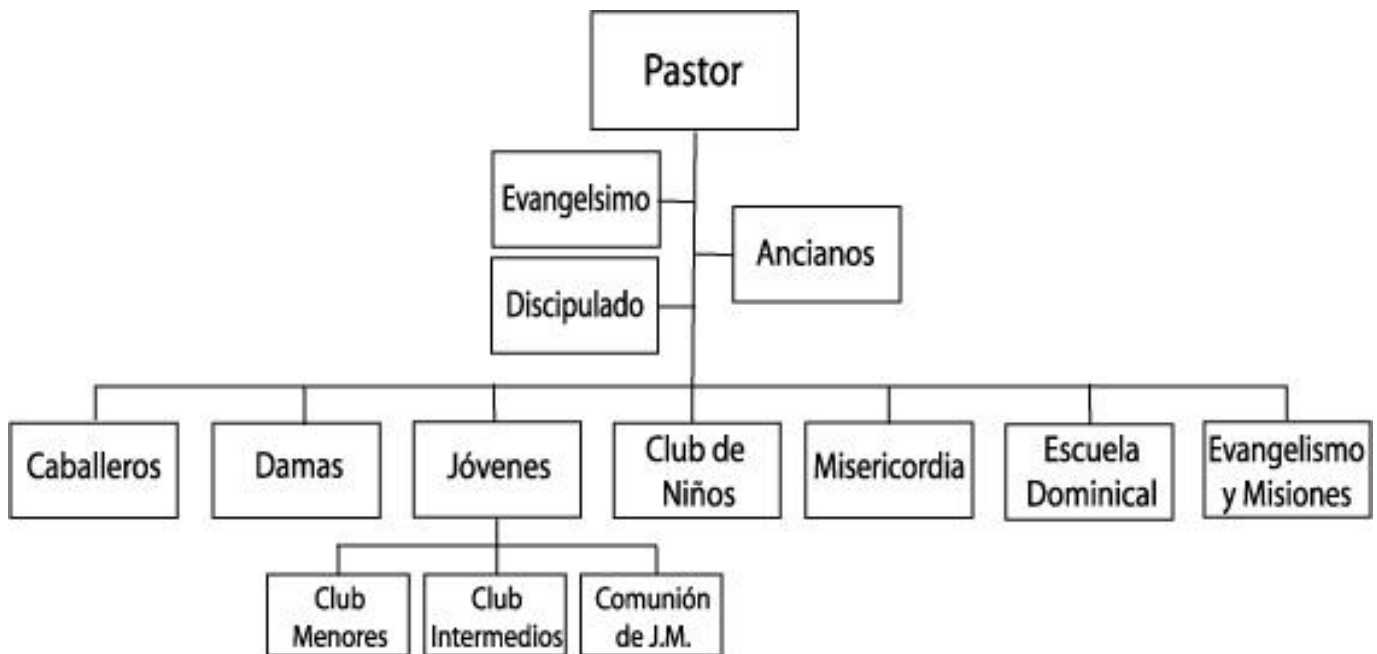 Pastor
Evangelsimo
Ancianos
Discipulado
Caballeros
Damas
Jóvenes
Club de
Niños
Misericordia
Escuela
Dominical
Evangelismo
y Misiones
Club
Menores
Club
Intermedios
Comunión
de J.M.